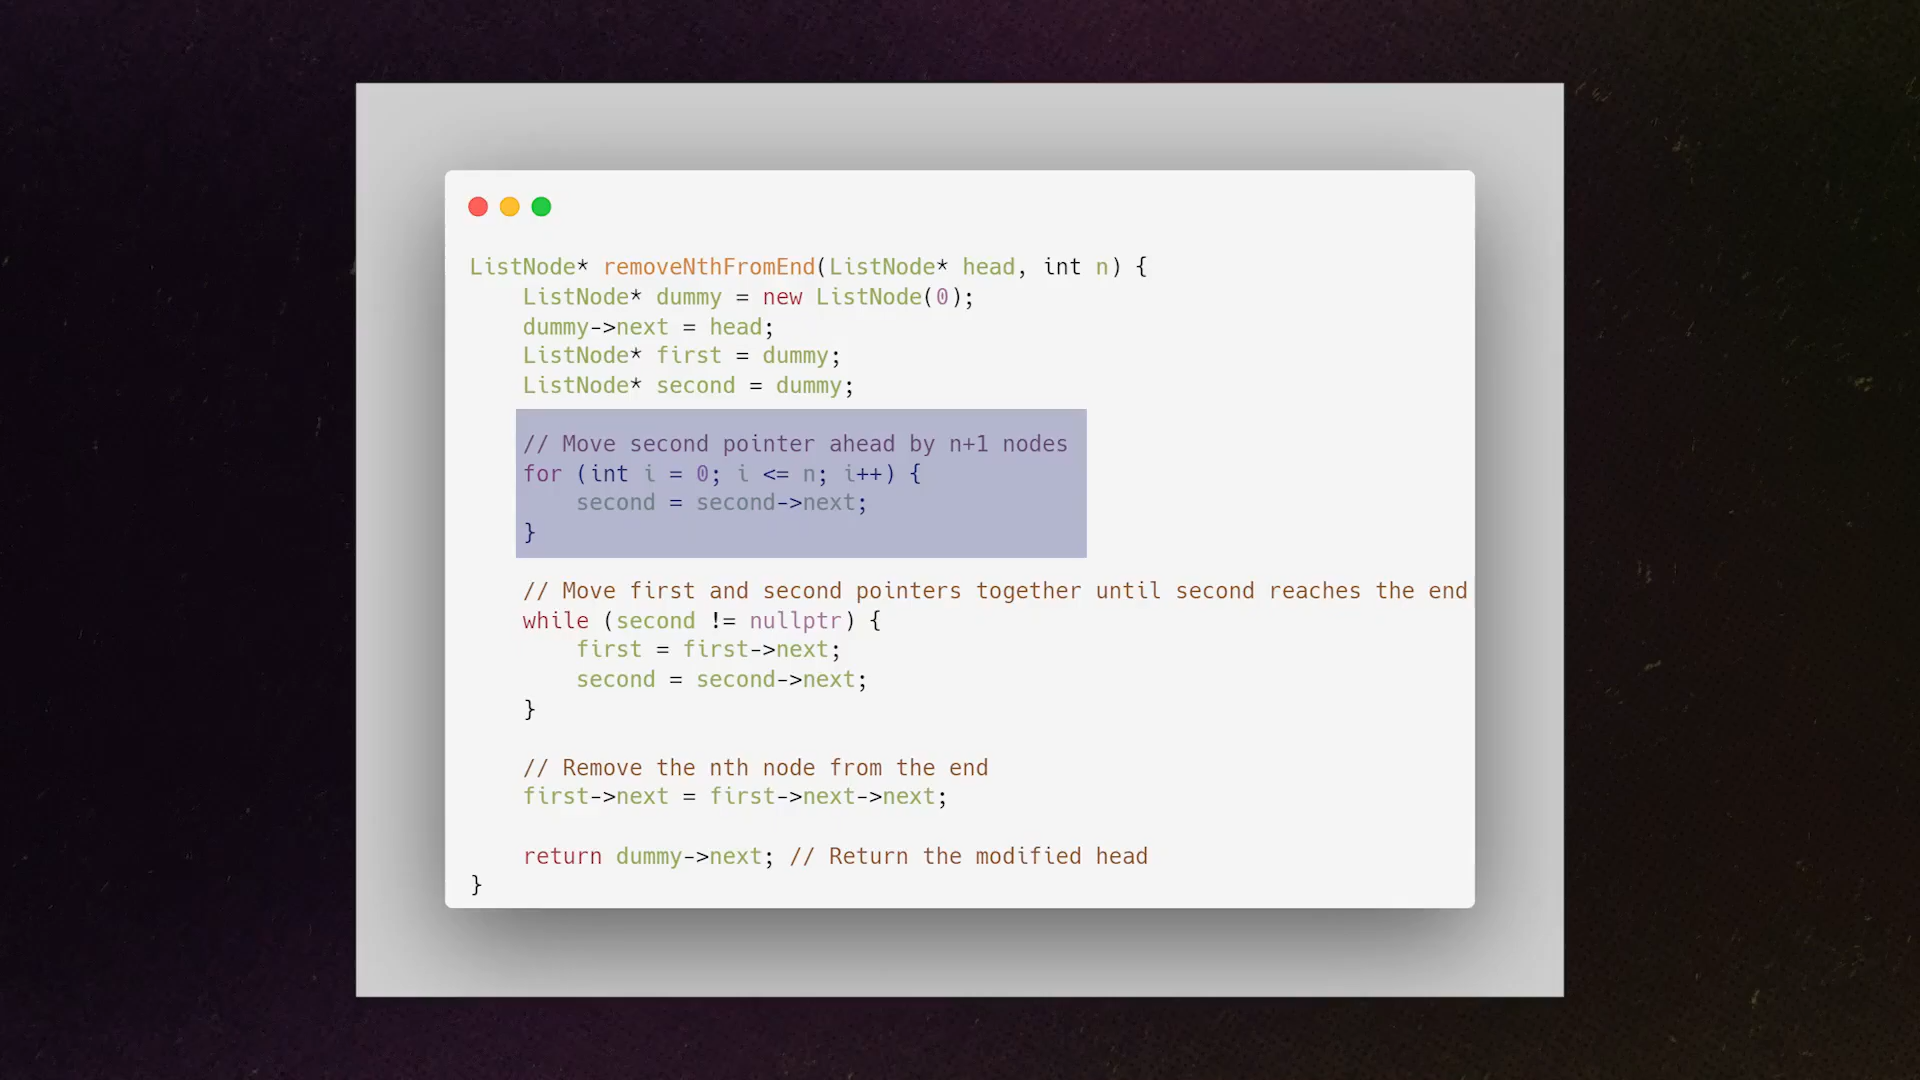 ListNode* removeNthFromEnd(ListNode* head, int n) {
    ListNode* dummy = new ListNode(0);
    dummy->next = head;
    ListNode* first = dummy;
    ListNode* second = dummy;
    // Move second pointer ahead by n+1 nodes
    for (int i = 0; i <= n; i++) {
        second = second->next;
    }
    // Move first and second pointers together until second reaches the end
    while (second != nullptr) {
        first = first->next;
        second = second->next;
    }
    // Remove the nth node from the end
    first->next = first->next->next;
    return dummy->next; // Return the modified head
}